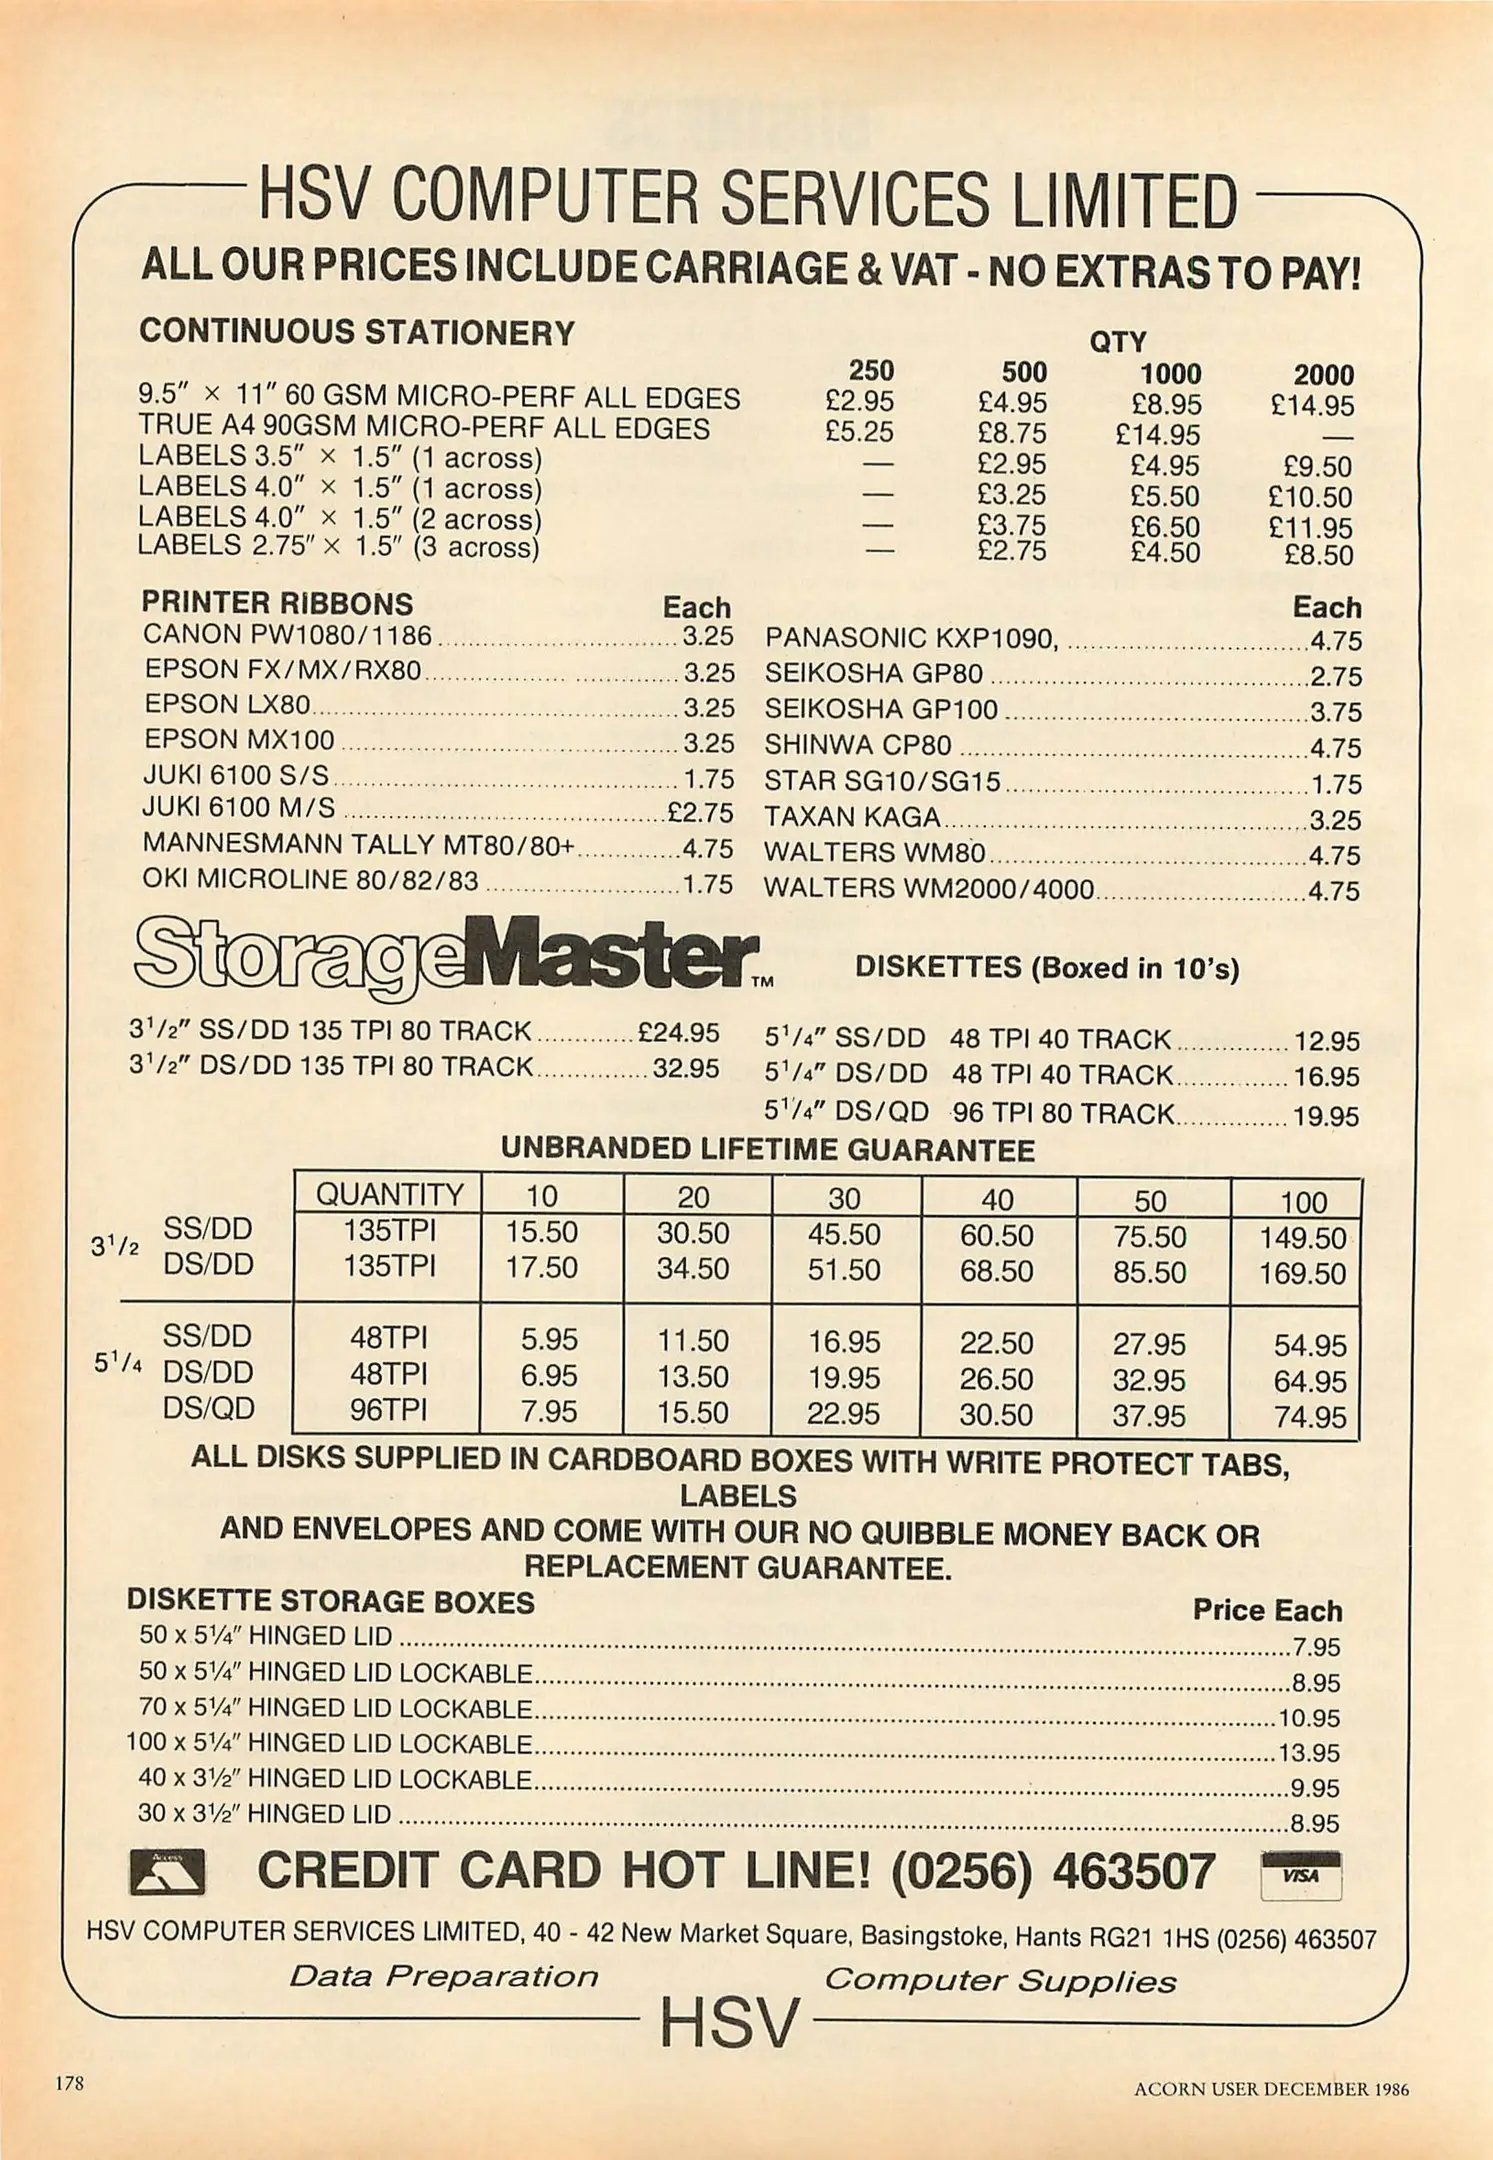 HSV COMPUTER SERVICES LIMITED
ALL OUR PRICES INCLUDE CARRIAGE & VAT - NO EXTRAS TO PAY!
CONTINUOUS STATIONERY QTY
250 500 1000 2000
9.5" × 11" 60 GSM MICRO-PERF ALL EDGES £2.95 £4.95 £8.95 £14.95
TRUE A4 90GSM MICRO-PERF ALL EDGES £5.25 £8.75 £14.95 —
LABELS 3.5" × 1.5" (1 across) — £2.95 £4.95 £9.50
LABELS 4.0" × 1.5" (1 across) — £3.25 £5.50 £10.50
LABELS 4.0" × 1.5" (2 across) — £3.75 £6.50 £11.95
LABELS 2.75" × 1.5" (3 across) — £2.75 £4.50 £8.50
PRINTER RIBBONS Each Each
CANON PW1080/1186 3.25 PANASONIC KXP1090, 4.75
EPSON FX/MX/RX80 3.25 SEIKOSHA GP80 2.75
EPSON LX80 3.25 SEIKOSHA GP100 3.75
EPSON MX100 3.25 SHINWA CP80 4.75
JUKI 6100 S/S 1.75 STAR SG10/SG15 1.75
JUKI 6100 M/S £2.75 TAXAN KAGA 3.25
MANNESMANN TALLY MT80/80+ 4.75 WALTERS WM80 4.75
OKI MICROLINE 80/82/83 1.75 WALTERS WM2000/4000 4.75
StorageMaster TM DISKETTES (Boxed in 10's)
3 1/2" SS/DD 135 TPI 80 TRACK £24.95 5 1/4" SS/DD 48 TPI 40 TRACK 12.95
3 1/2" DS/DD 135 TPI 80 TRACK 32.95 5 1/4" DS/DD 48 TPI 40 TRACK 16.95
5 1/4" DS/QD 96 TPI 80 TRACK 19.95
UNBRANDED LIFETIME GUARANTEE
QUANTITY 10 20 30 40 50 100
3 1/2 SS/DD 135TPI 15.50 30.50 45.50 60.50 75.50 149.50
DS/DD 135TPI 17.50 34.50 51.50 68.50 85.50 169.50
SS/DD 48TPI 5.95 11.50 16.95 22.50 27.95 54.95
5 1/4 DS/DD 48TPI 6.95 13.50 19.95 26.50 32.95 64.95
DS/QD 96TPI 7.95 15.50 22.95 30.50 37.95 74.95
ALL DISKS SUPPLIED IN CARDBOARD BOXES WITH WRITE PROTECT TABS,
LABELS
AND ENVELOPES AND COME WITH OUR NO QUIBBLE MONEY BACK OR
REPLACEMENT GUARANTEE.
DISKETTE STORAGE BOXES Price Each
50 x 5¼" HINGED LID 7.95
50 x 5¼" HINGED LID LOCKABLE 8.95
70 x 5¼" HINGED LID LOCKABLE 10.95
100 x 5¼" HINGED LID LOCKABLE 13.95
40 x 3½" HINGED LID LOCKABLE 9.95
30 x 3½" HINGED LID 8.95
Access CREDIT CARD HOT LINE! (0256) 463507 VISA
HSV COMPUTER SERVICES LIMITED, 40 - 42 New Market Square, Basingstoke, Hants RG21 1HS (0256) 463507
Data Preparation Computer Supplies
HSV
178 ACORN USER DECEMBER 1986